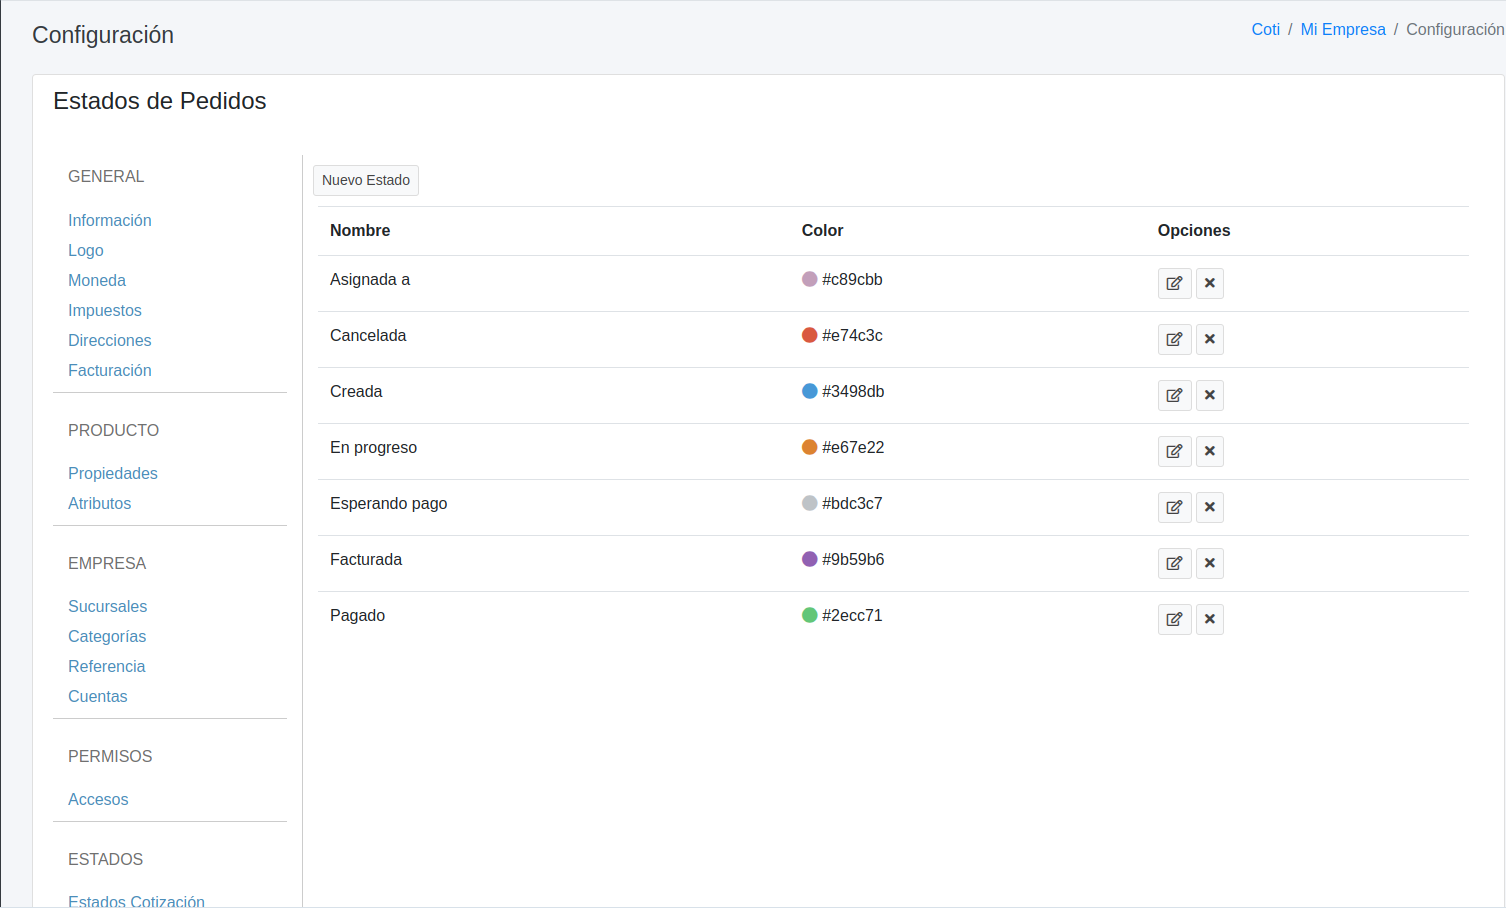 Configuración
Coti / Mi Empresa / Configuración
Estados de Pedidos
GENERAL
Información
Logo
Moneda
Impuestos
Direcciones
Facturación
PRODUCTO
Propiedades
Atributos
EMPRESA
Sucursales
Categorías
Referencia
Cuentas
PERMISOS
Accesos
ESTADOS
Estados Cotización
Nuevo Estado
Nombre Color Opciones
Asignada a #c89cbb
Cancelada #e74c3c
Creada #3498db
En progreso #e67e22
Esperando pago #bdc3c7
Facturada #9b59b6
Pagado #2ecc71